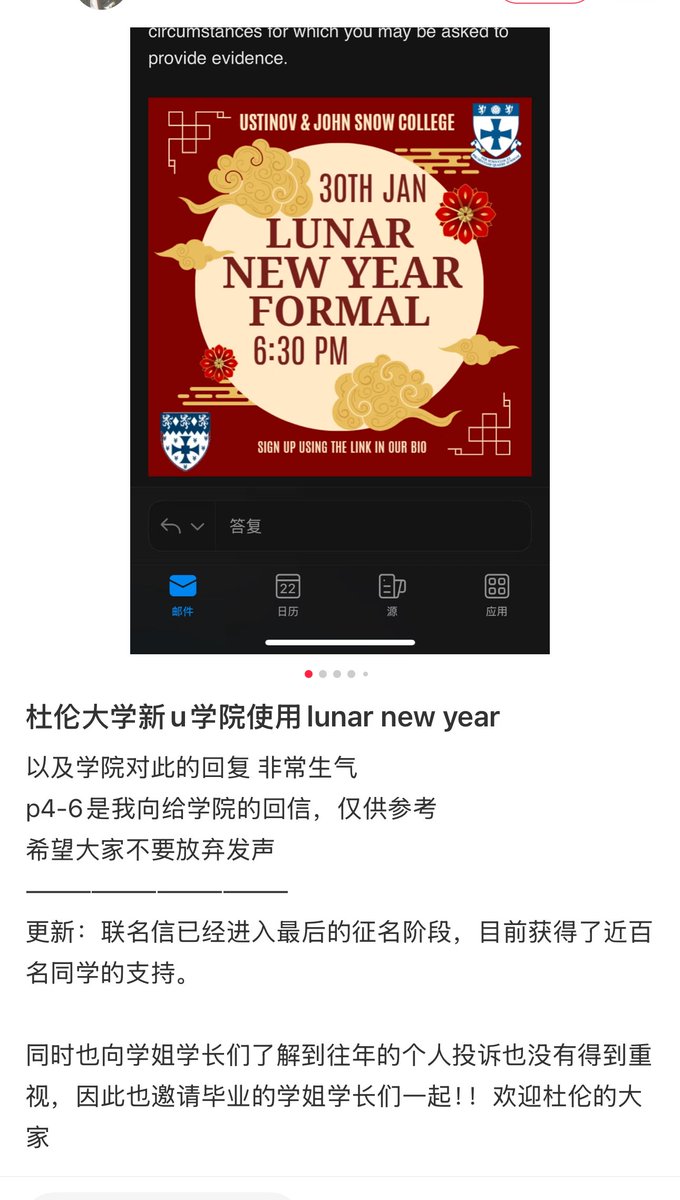 circumstances for which you may be asked to
provide evidence.
USTINOV & JOHN SNOW COLLEGE
30TH JAN
LUNAR
NEW YEAR
FORMAL
6:30 PM
SIGN UP USING THE LINK IN OUR BIO
答复
22
邮件
日历
源
应用
杜伦大学新u学院使用lunar new year
以及学院对此的回复 非常生气
p4-6是我向给学院的回信，仅供参考
希望大家不要放弃发声
————————————
更新：联名信已经进入最后的征名阶段，目前获得了近百
名同学的支持。
同时也向学姐学长们了解到往年的个人投诉也没有得到重
视，因此也邀请毕业的学姐学长们一起!！欢迎杜伦的大
家